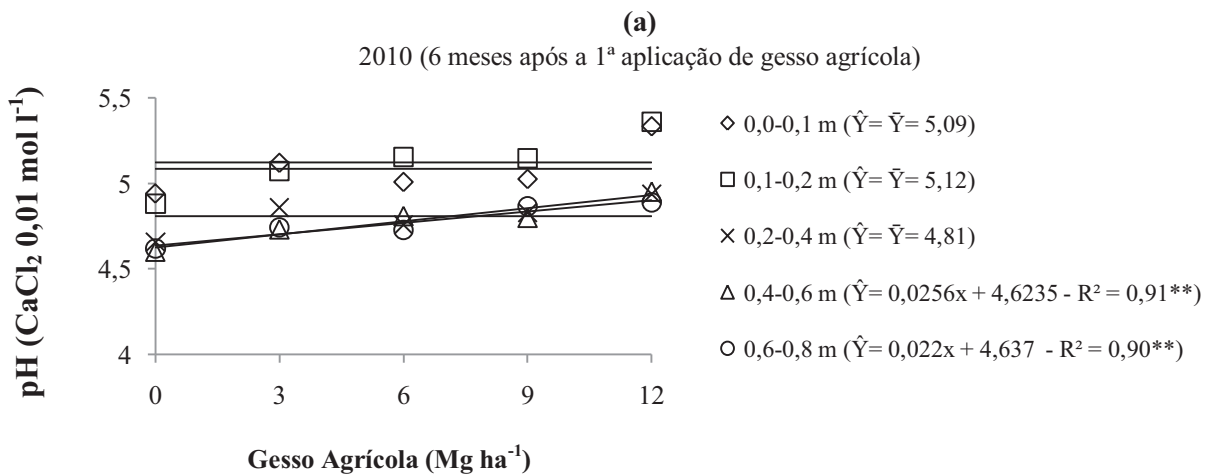 (a)
2010 (6 meses após a 1ª aplicação de gesso agrícola)
pH (CaCl₂ 0,01 mol l⁻¹)
5,5
5
4,5
4
0 3 6 9 12
Gesso Agrícola (Mg ha⁻¹)
0,0-0,1 m (Ŷ= Ȳ= 5,09)
0,1-0,2 m (Ŷ= Ȳ= 5,12)
0,2-0,4 m (Ŷ= Ȳ= 4,81)
0,4-0,6 m (Ŷ= 0,0256x + 4,6235 - R² = 0,91**)
0,6-0,8 m (Ŷ= 0,022x + 4,637 - R² = 0,90**)